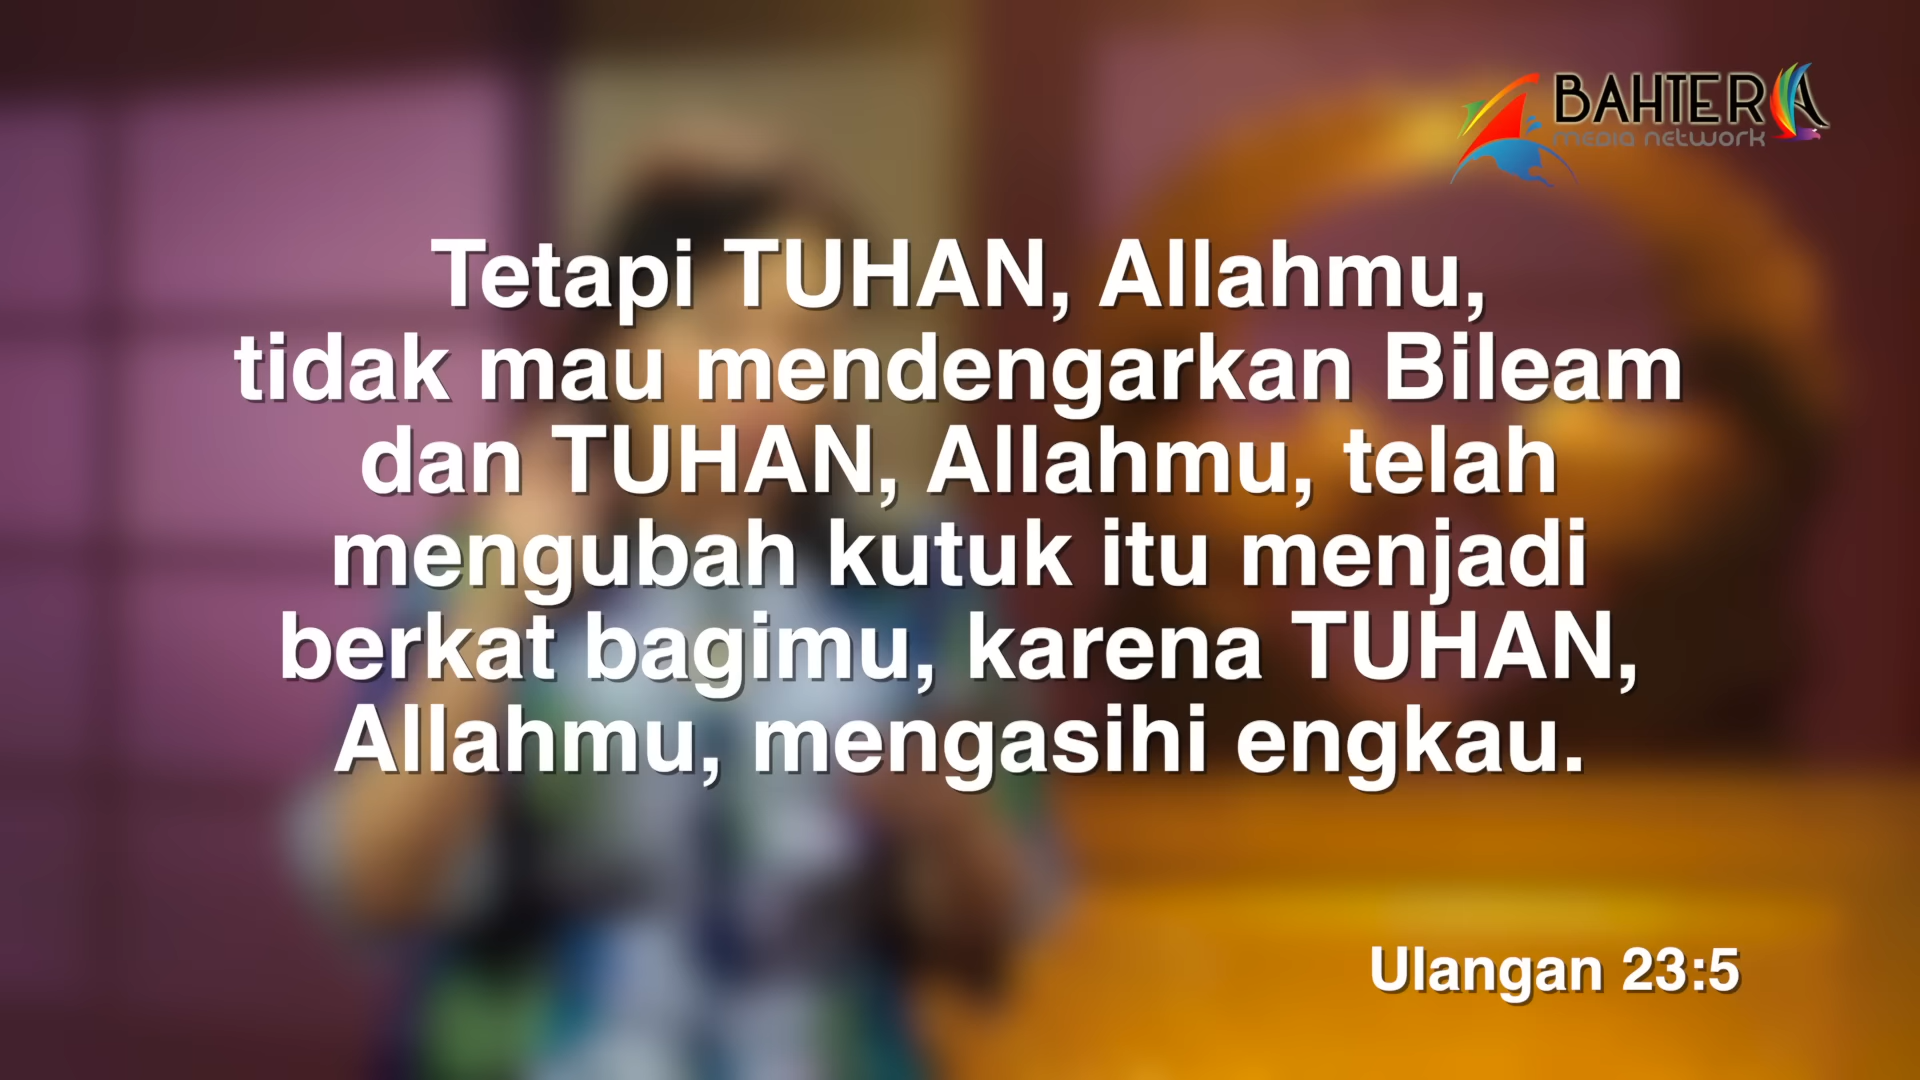 BAHTERA
MEDIA NETWORK
Tetapi TUHAN, Allahmu,
tidak mau mendengarkan Bileam
dan TUHAN, Allahmu, telah
mengubah kutuk itu menjadi
berkat bagimu, karena TUHAN,
Allahmu, mengasihi engkau.
Ulangan 23:5